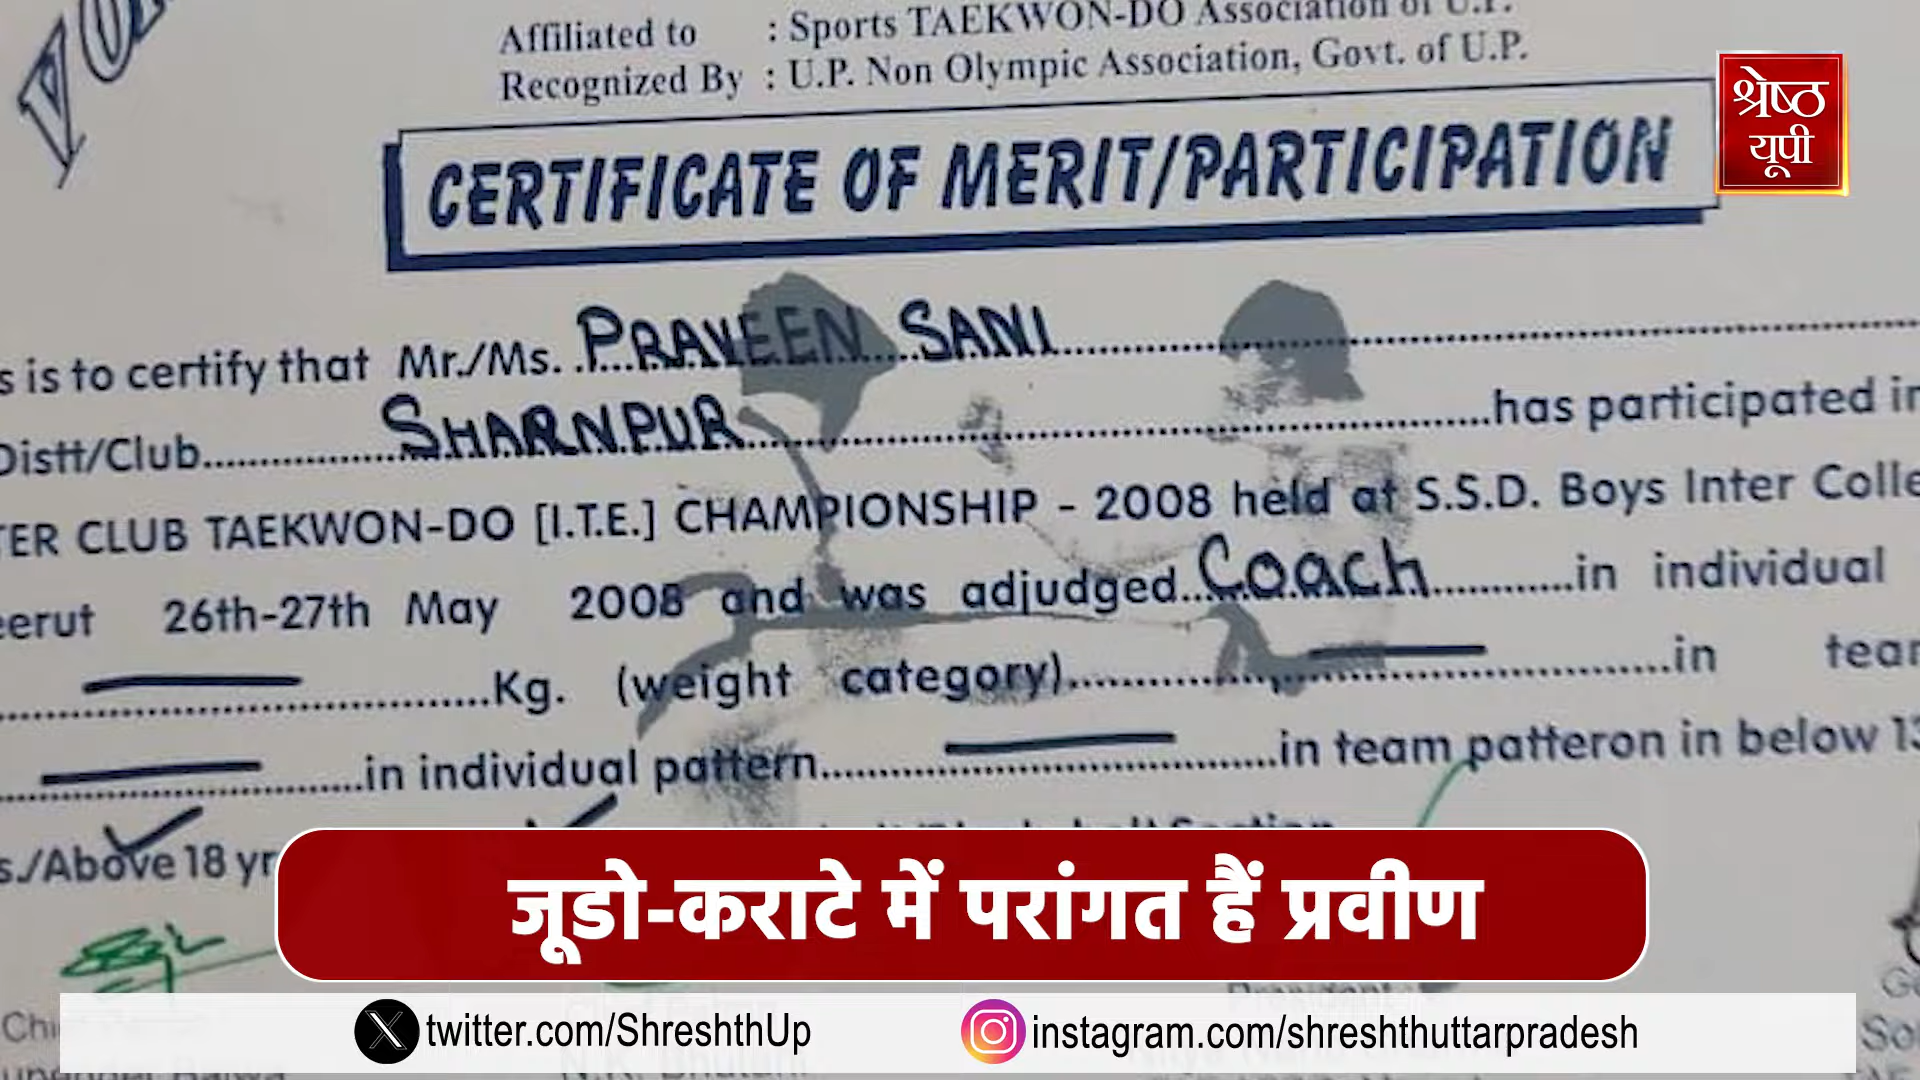 Affiliated to : Sports TAEKWON-DO Association of U.P.
Recognized By : U.P. Non Olympic Association, Govt. of U.P.
श्रेष्ठ
यूपी
CERTIFICATE OF MERIT/PARTICIPATION
s is to certify that Mr./Ms. PRAVEEN SANI
Distt/Club SHARNPUR has participated in
TER CLUB TAEKWON-DO [I.T.E.] CHAMPIONSHIP - 2008 held at S.S.D. Boys Inter Colle
eerut 26th-27th May 2008 and was adjudged Coach in individual
Kg. (weight category) in tea
in individual pattern in team patteron in below 13
s./Above 18 yr
जूडो-कराटे में परांगत हैं प्रवीण
President
twitter.com/ShreshthUp
instagram.com/shreshthuttarpradesh